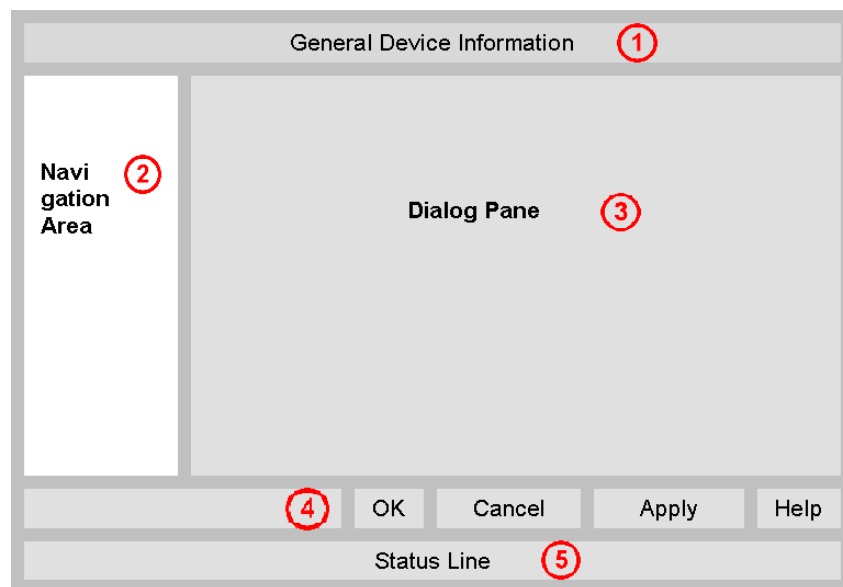 General Device Information 1
Navi 2
gation
Area
Dialog Pane 3
4 OK Cancel Apply Help
Status Line 5